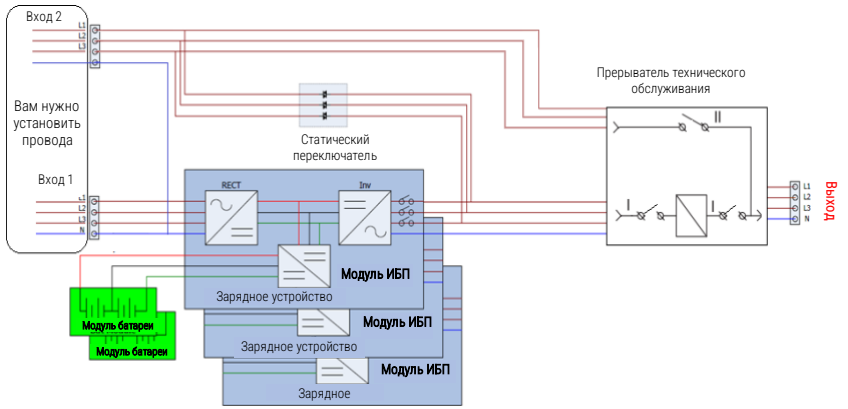 Вход 2
L1
L2
L3
Вам нужно
установить
провода
Вход 1
L1
L2
L3
N
Статический
переключатель
Прерыватель технического
обслуживания
II
I
I
L1
L2
L3
N
Выход
RECT
Inv
Модуль ИБП
Зарядное устройство
Модуль ИБП
Зарядное устройство
Модуль ИБП
Зарядное
Модуль батареи
Модуль батареи